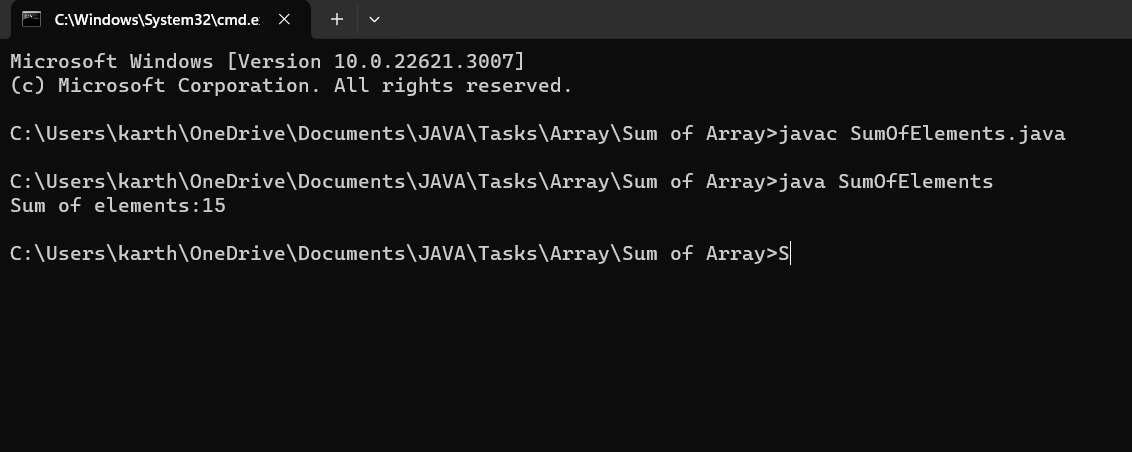 C:\Windows\System32\cmd.e
Microsoft Windows [Version 10.0.22621.3007]
(c) Microsoft Corporation. All rights reserved.
C:\Users\karth\OneDrive\Documents\JAVA\Tasks\Array\Sum of Array>javac SumOfElements.java
C:\Users\karth\OneDrive\Documents\JAVA\Tasks\Array\Sum of Array>java SumOfElements
Sum of elements:15
C:\Users\karth\OneDrive\Documents\JAVA\Tasks\Array\Sum of Array>S